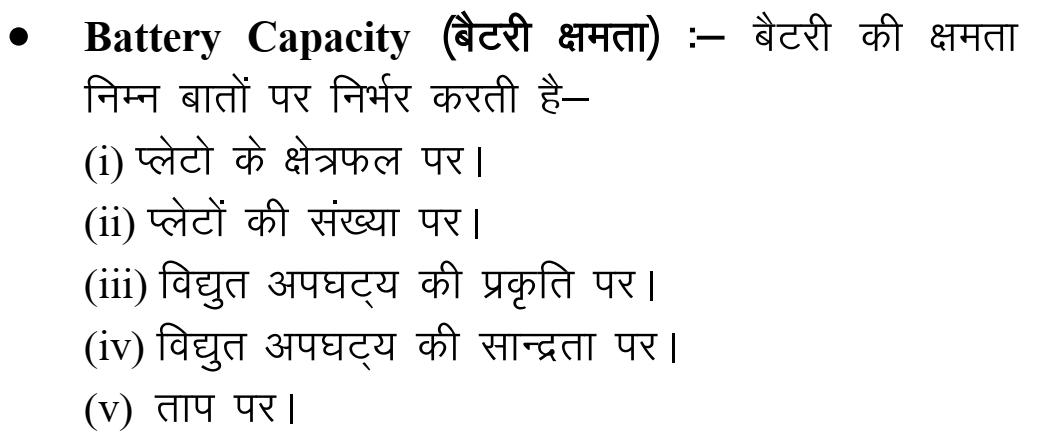 • Battery Capacity (बैटरी क्षमता) :– बैटरी की क्षमता
निम्न बातों पर निर्भर करती है–
(i) प्लेटो के क्षेत्रफल पर।
(ii) प्लेटों की संख्या पर।
(iii) विद्युत अपघट्य की प्रकृति पर।
(iv) विद्युत अपघट्य की सान्द्रता पर।
(v) ताप पर।